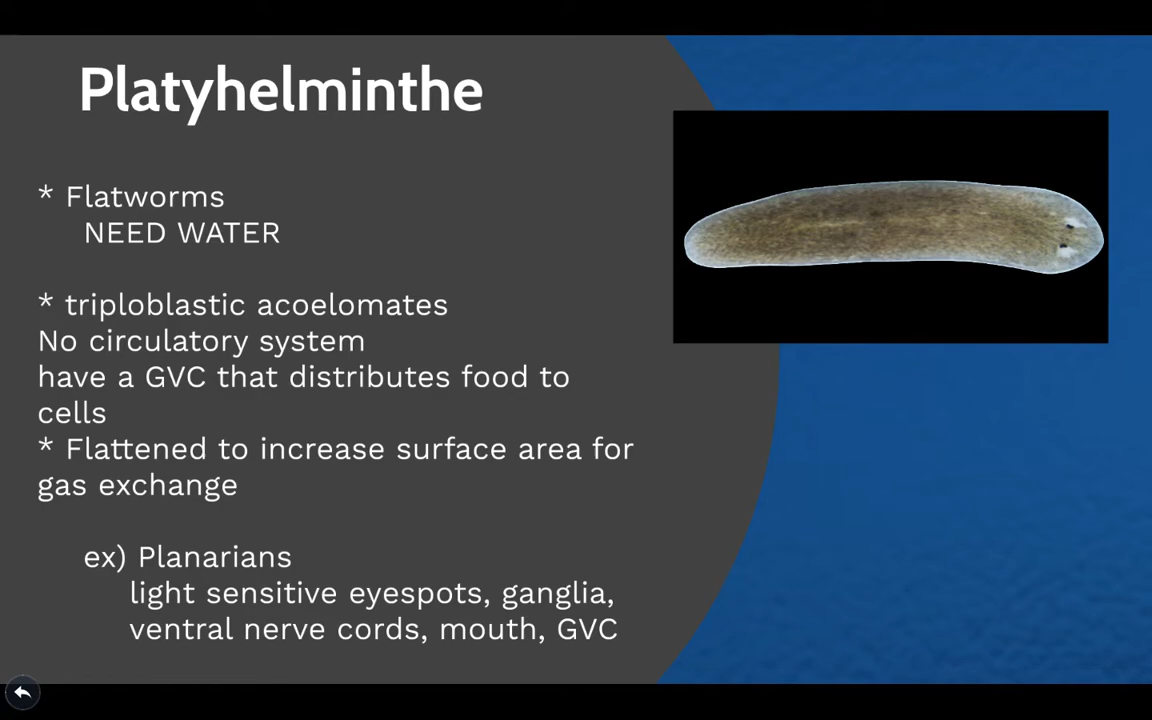 Platyhelminthe
* Flatworms
NEED WATER
* triploblastic acoelomates
No circulatory system
have a GVC that distributes food to
cells
* Flattened to increase surface area for
gas exchange
ex) Planarians
light sensitive eyespots, ganglia,
ventral nerve cords, mouth, GVC